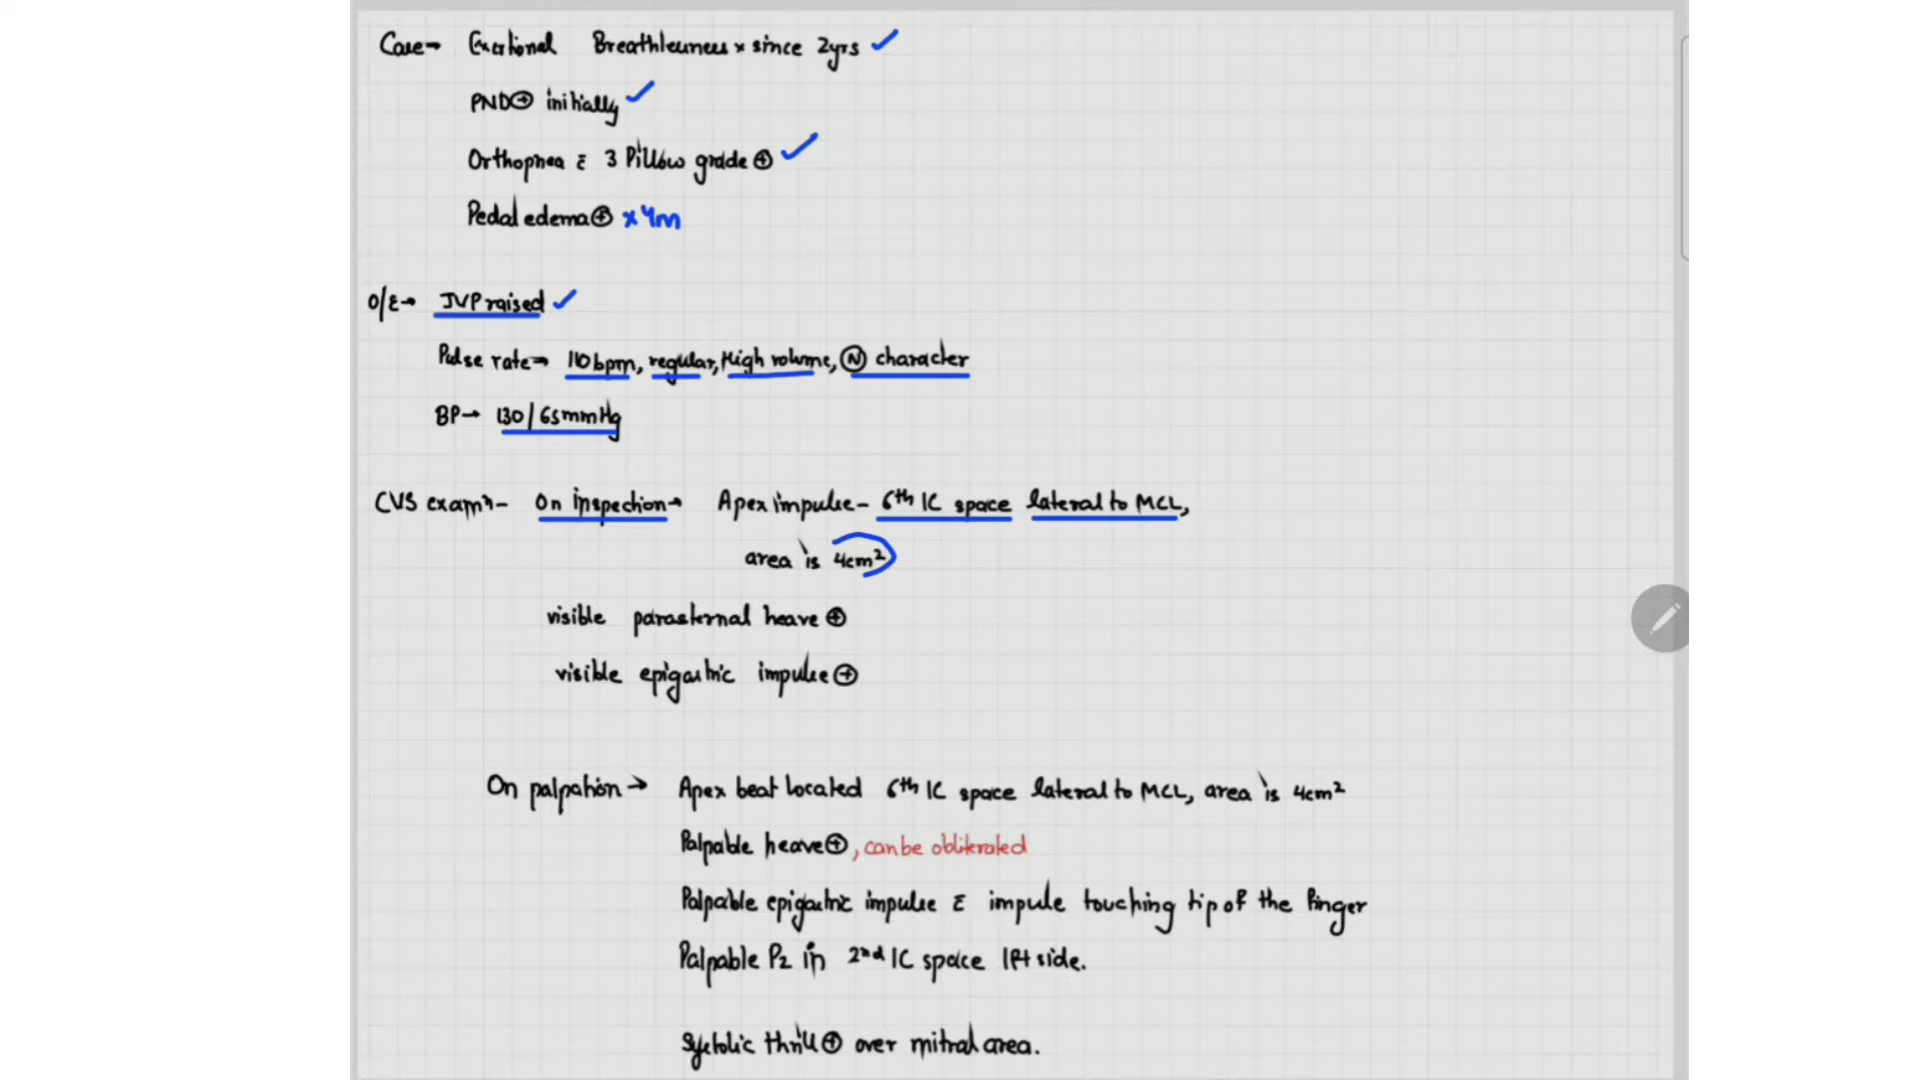 Case→ Exertional Breathlessness x since 2yrs ✓
PND⊕ initially ✓
Orthopnea c̄ 3 Pillow grade ⊕ ✓
Pedal edema ⊕ x 4m
O/E→ JVP raised ✓
Pulse rate→ 110 bpm, regular, High volume, Ⓝ character
BP→ 130/65mmHg
CVS examⁿ- On inspection→ Apex impulse- 6th IC space lateral to MCL,
area is 4cm²
visible parasternal heave ⊕
visible epigastric impulse ⊕
On palpation → Apex beat located 6th IC space lateral to MCL, area is 4cm²
Palpable heave ⊕, can be obliterated
Palpable epigastric impulse c̄ impule touching tip of the finger
Palpable P2 in 2nd IC space lft side.
Systolic thrill ⊕ over mitral area.